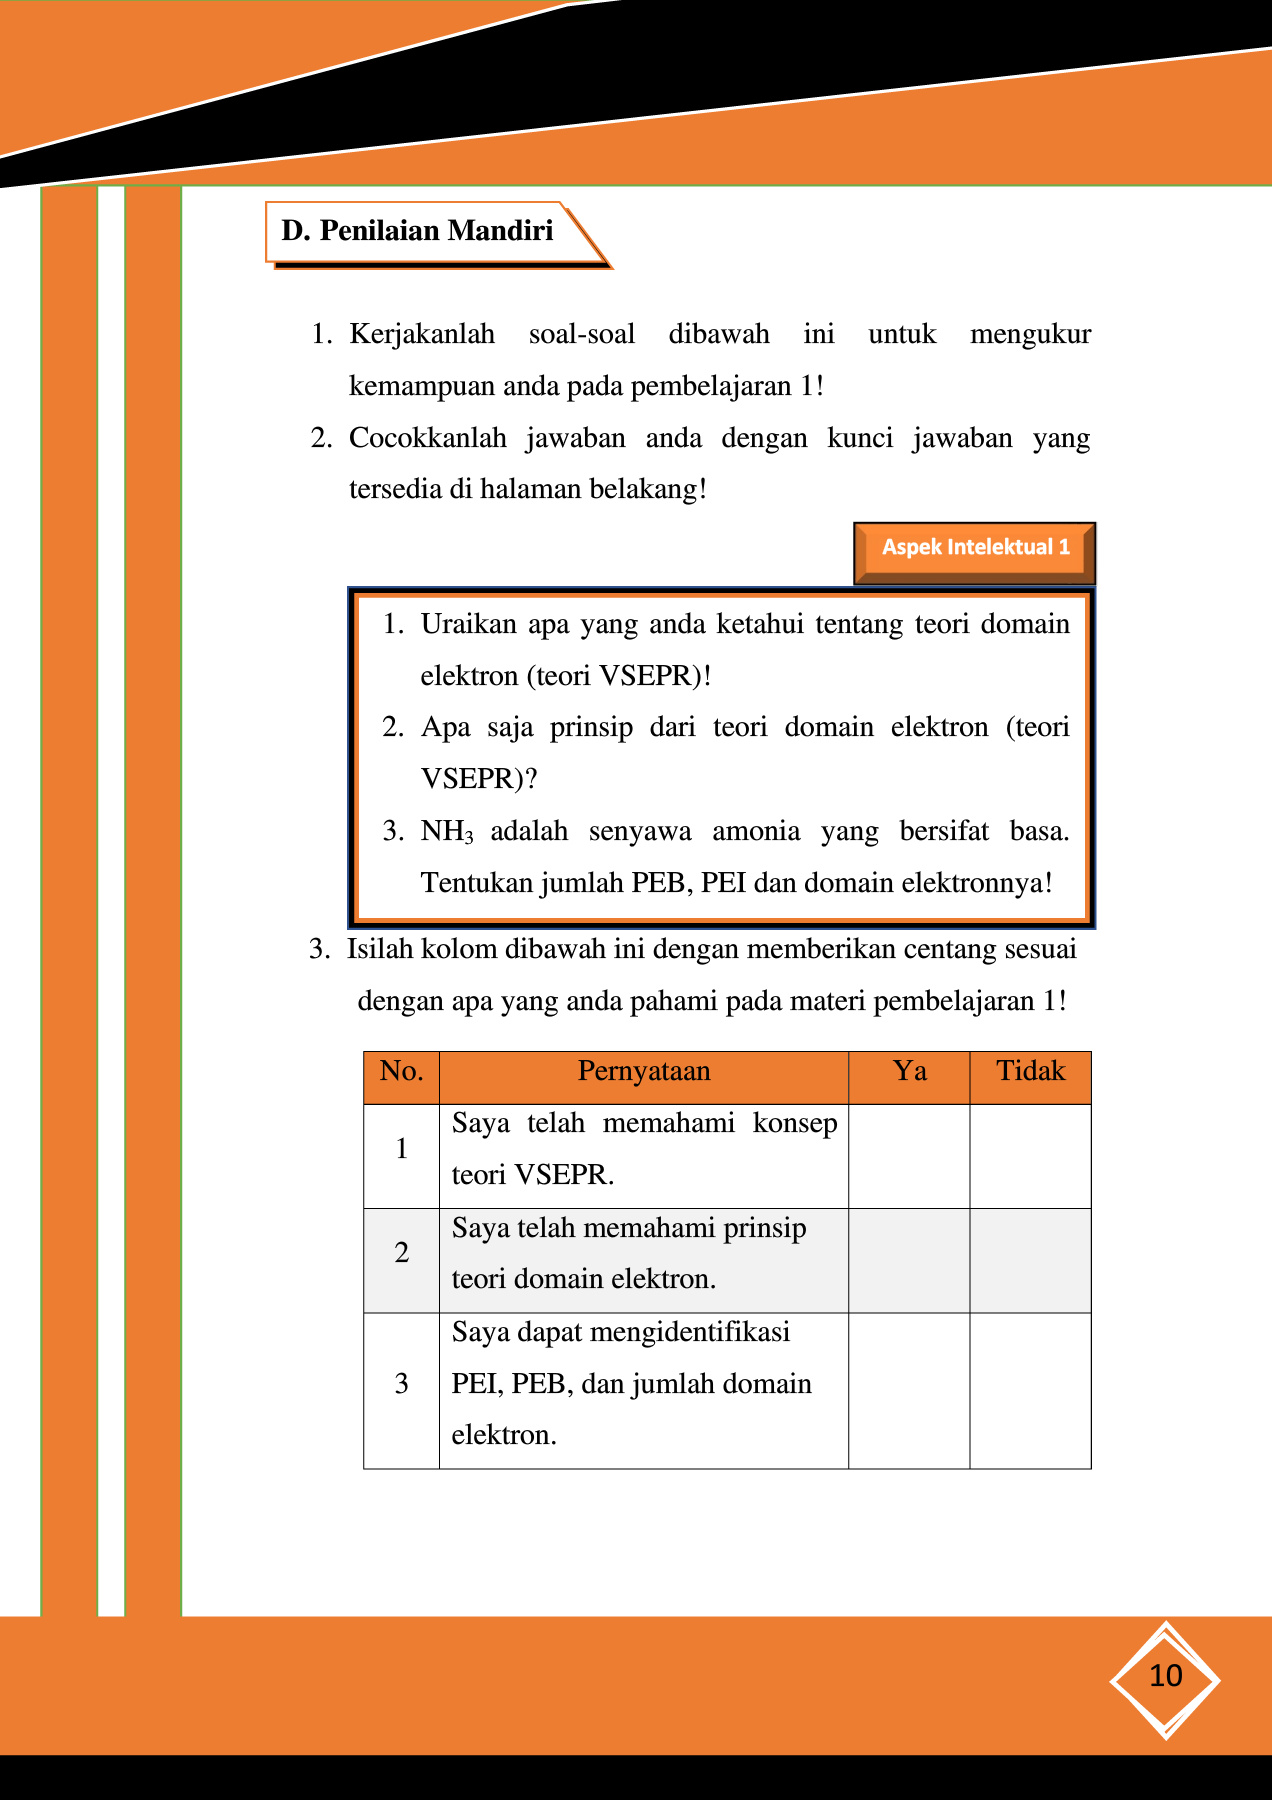 D. Penilaian Mandiri
1. Kerjakanlah soal-soal dibawah ini untuk mengukur
kemampuan anda pada pembelajaran 1!
2. Cocokkanlah jawaban anda dengan kunci jawaban yang
tersedia di halaman belakang!
Aspek Intelektual 1
1. Uraikan apa yang anda ketahui tentang teori domain
elektron (teori VSEPR)!
2. Apa saja prinsip dari teori domain elektron (teori
VSEPR)?
3. NH₃ adalah senyawa amonia yang bersifat basa.
Tentukan jumlah PEB, PEI dan domain elektronnya!
3. Isilah kolom dibawah ini dengan memberikan centang sesuai
dengan apa yang anda pahami pada materi pembelajaran 1!
No. Pernyataan Ya Tidak
1 Saya telah memahami konsep
teori VSEPR.
2 Saya telah memahami prinsip
teori domain elektron.
3 Saya dapat mengidentifikasi
PEI, PEB, dan jumlah domain
elektron.
10